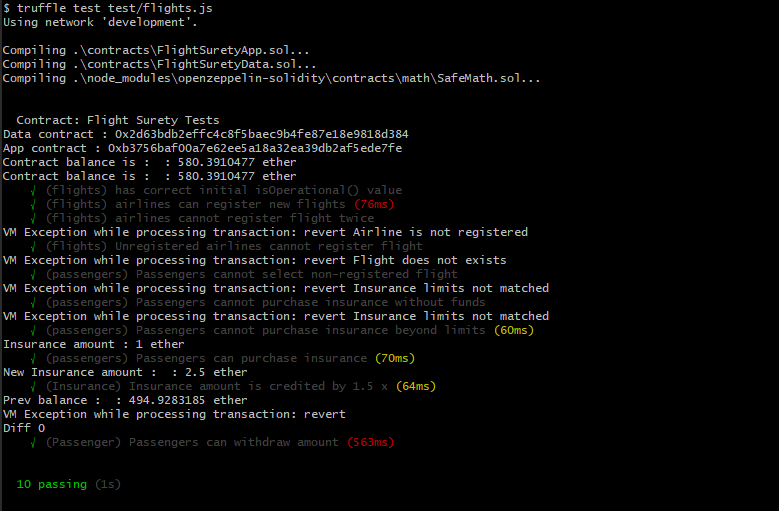 $ truffle test test/flights.js
Using network 'development'.
Compiling .\contracts\FlightSuretyApp.sol...
Compiling .\contracts\FlightSuretyData.sol...
Compiling .\node_modules\openzeppelin-solidity\contracts\math\SafeMath.sol...
Contract: Flight Surety Tests
Data contract : 0x2d63bdb2effc4c8f5baec9b4fe87e18e9818d384
App contract : 0xb3756baf00a7e62ee5a18a32ea39db2af5ede7fe
Contract balance is :  : 580.3910477 ether
Contract balance is :  : 580.3910477 ether
√ (flights) has correct initial isOperational() value
√ (flights) airlines can register new flights (76ms)
√ (flights) airlines cannot register flight twice
VM Exception while processing transaction: revert Airline is not registered
√ (flights) Unregistered airlines cannot register flight
VM Exception while processing transaction: revert Flight does not exists
√ (passengers) Passengers cannot select non-registered flight
VM Exception while processing transaction: revert Insurance limits not matched
√ (passengers) Passengers cannot purchase insurance without funds
VM Exception while processing transaction: revert Insurance limits not matched
√ (passengers) Passengers cannot purchase insurance beyond limits (60ms)
Insurance amount : 1 ether
√ (passengers) Passengers can purchase insurance (70ms)
New Insurance amount :  : 2.5 ether
√ (Insurance) Insurance amount is credited by 1.5 x (64ms)
Prev balance :  : 494.9283185 ether
VM Exception while processing transaction: revert
Diff 0
√ (Passenger) Passengers can withdraw amount (563ms)
10 passing (1s)